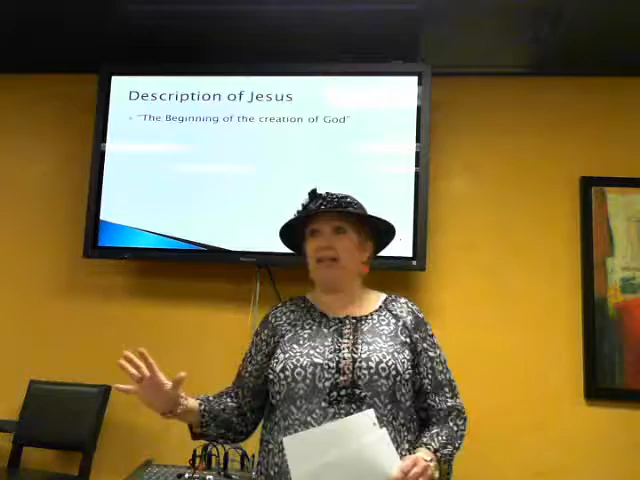 Description of Jesus
"The Beginning of the creation of God"